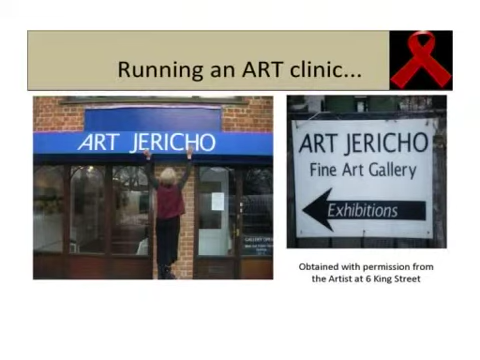 Running an ART clinic...
ART JERICHO
ART JERICHO
Fine Art Gallery
Exhibitions
Obtained with permission from
the Artist at 6 King Street